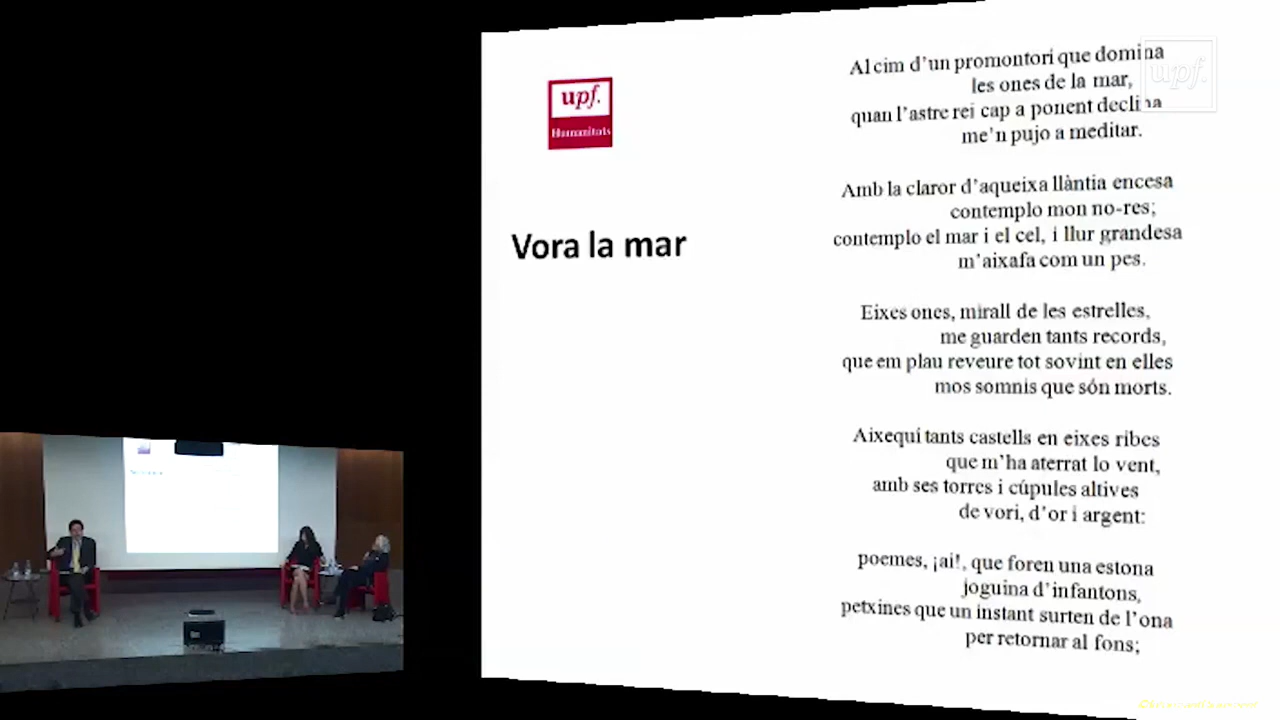 upf.
Humanitats
Vora la mar
Al cim d'un promontori que domina
les ones de la mar,
quan l'astre rei cap a ponent declina
me'n pujo a meditar.
Amb la claror d'aqueixa llàntia encesa
contemplo mon no-res;
contemplo el mar i el cel, i llur grandesa
m'aixafa com un pes.
Eixes ones, mirall de les estrelles,
me guarden tants records,
que em plau reveure tot sovint en elles
mos somnis que són morts.
Aixequí tants castells en eixes ribes
que m'ha aterrat lo vent,
amb ses torres i cúpules altives
de vori, d'or i argent:
poemes, ¡ai!, que foren una estona
joguina d'infantons,
petxines que un instant surten de l'ona
per retornar al fons;
upf.